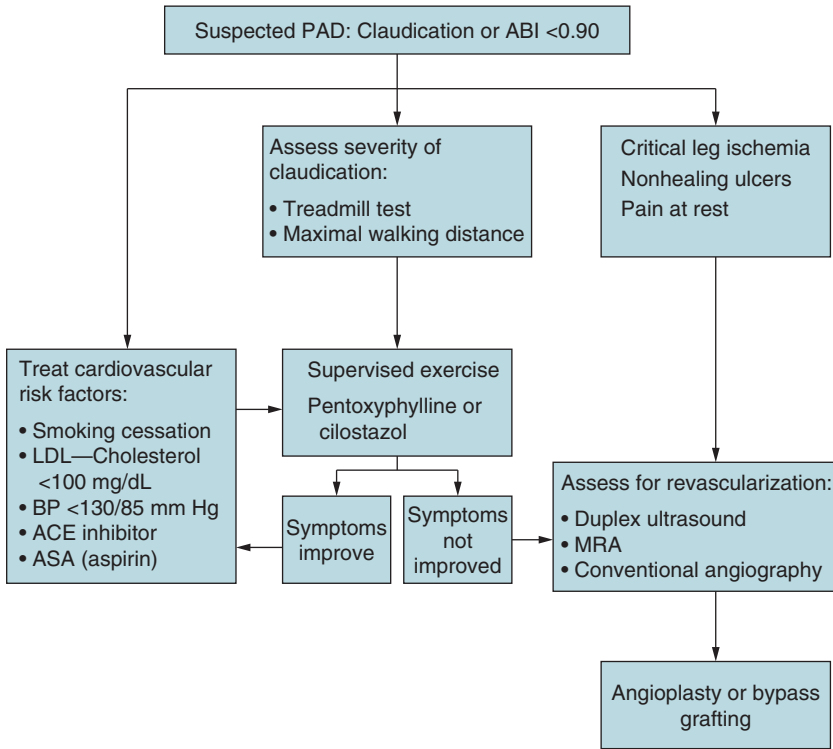 Suspected PAD: Claudication or ABI <0.90
Assess severity of
claudication:
• Treadmill test
• Maximal walking distance
Critical leg ischemia
Nonhealing ulcers
Pain at rest
Treat cardiovascular
risk factors:
• Smoking cessation
• LDL—Cholesterol
<100 mg/dL
• BP <130/85 mm Hg
• ACE inhibitor
• ASA (aspirin)
Supervised exercise
Pentoxyphylline or
cilostazol
Symptoms
improve
Symptoms
not
improved
Assess for revascularization:
• Duplex ultrasound
• MRA
• Conventional angiography
Angioplasty or bypass
grafting